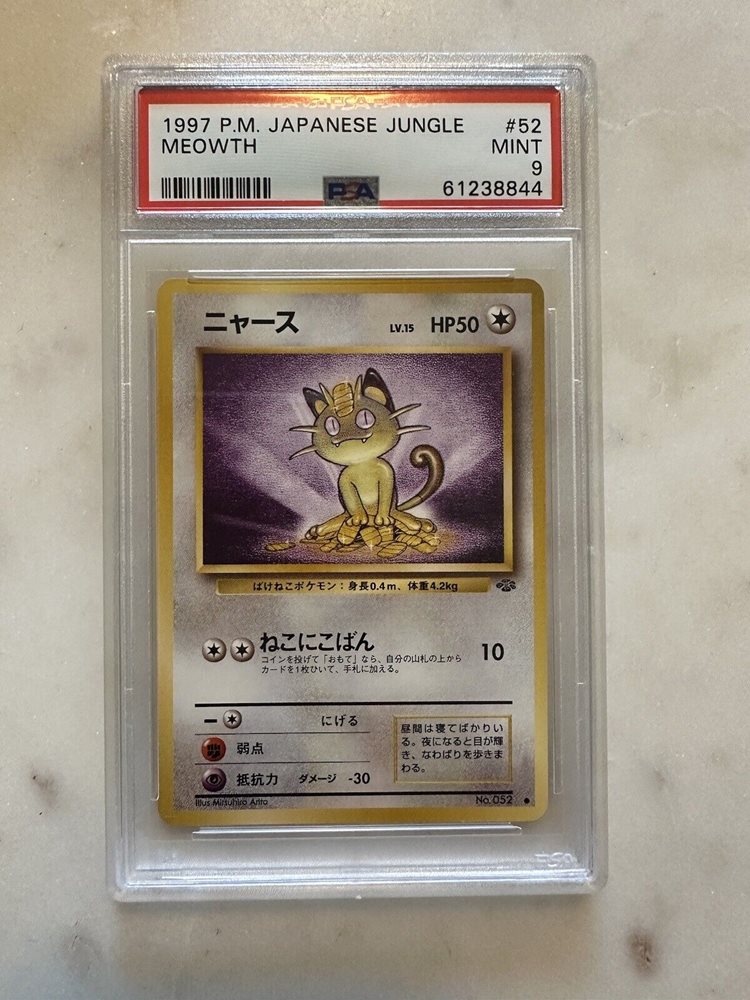 1997 P.M. JAPANESE JUNGLE #52
MEOWTH MINT
9
PSA 61238844
ニャース LV.15 HP50
ばけねこポケモン：身長0.4m、体重4.2kg
ねこにこばん 10
コインを投げて「おもて」なら、自分の山札の上から
カードを1枚ひいて、手札に加える。
にげる
弱点
抵抗力 ダメージ -30
昼間は寝てばかりい
る。夜になると目が輝
き、なわばりを歩きま
わる。
Illus Mitsuhiro Arita No. 052